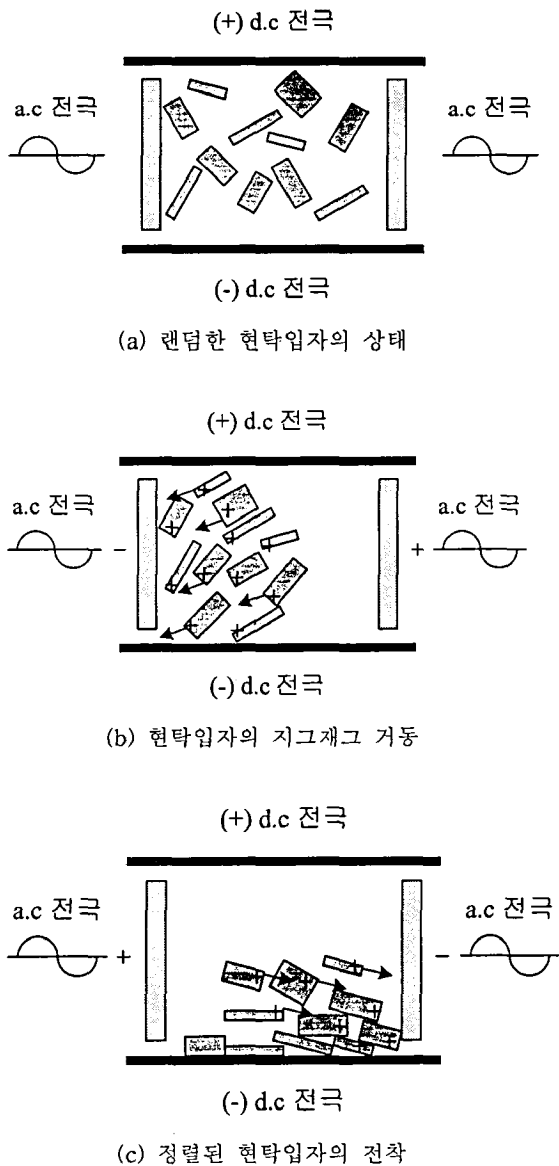 (+) d.c 전극
a.c 전극
a.c 전극
(-) d.c 전극
(a) 랜덤한 현탁입자의 상태
(+) d.c 전극
a.c 전극
a.c 전극
-
+
(-) d.c 전극
(b) 현탁입자의 지그재그 거동
(+) d.c 전극
a.c 전극
a.c 전극
+
-
(-) d.c 전극
(c) 정렬된 현탁입자의 전착